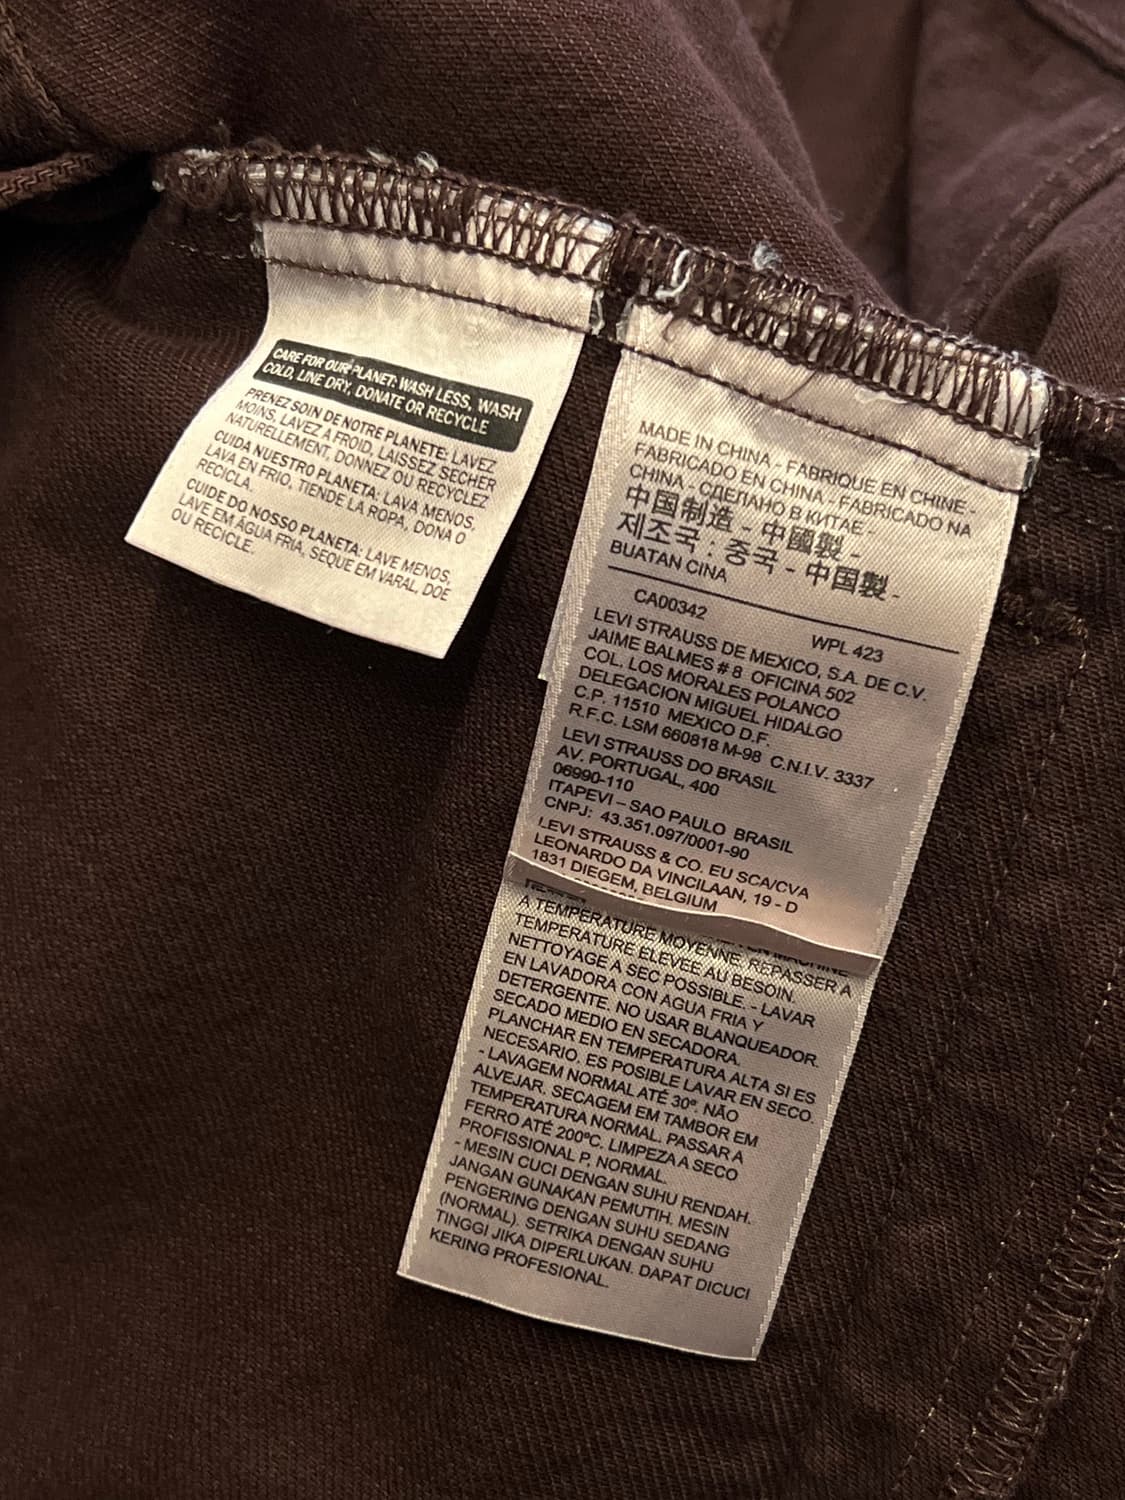 CARE FOR OUR PLANET: WASH LESS, WASH
COLD, LINE DRY, DONATE OR RECYCLE
PRENEZ SOIN DE NOTRE PLANETE: LAVEZ
MOINS, LAVEZ A FROID, LAISSEZ SECHER
NATURELLEMENT, DONNEZ OU RECYCLEZ
CUIDA NUESTRO PLANETA: LAVA MENOS,
LAVA EN FRIO, TIENDE LA ROPA, DONA O
RECICLA.
CUIDE DO NOSSO PLANETA: LAVE MENOS,
LAVE EM ÁGUA FRIA, SEQUE EM VARAL, DOE
OU RECICLE.
MADE IN CHINA - FABRIQUE EN CHINE -
FABRICADO EN CHINA - FABRICADO NA
CHINA - СДЕЛАНО В КИТАЕ -
中国制造 - 中國製 -
제조국 : 중국 - 中国製 -
BUATAN CINA
CA00342 WPL 423
LEVI STRAUSS DE MEXICO, S.A. DE C.V.
JAIME BALMES # 8 OFICINA 502
COL. LOS MORALES POLANCO
DELEGACION MIGUEL HIDALGO
C.P. 11510 MEXICO D.F.
R.F.C. LSM 660818 M-98 C.N.I.V. 3337
LEVI STRAUSS DO BRASIL
AV. PORTUGAL, 400
06990-110
ITAPEVI – SAO PAULO BRASIL
CNPJ: 43.351.097/0001-90
LEVI STRAUSS & CO. EU SCA/CVA
LEONARDO DA VINCILAAN, 19 - D
1831 DIEGEM, BELGIUM
EN MACHINE
A TEMPERATURE MOYENNE, REPASSER A
TEMPERATURE ELEVEE AU BESOIN.
NETTOYAGE A SEC POSSIBLE. - LAVAR
EN LAVADORA CON AGUA FRIA Y
DETERGENTE. NO USAR BLANQUEADOR.
SECADO MEDIO EN SECADORA.
PLANCHAR EN TEMPERATURA ALTA SI ES
NECESARIO. ES POSIBLE LAVAR EN SECO.
- LAVAGEM NORMAL ATÉ 30º. NÃO
ALVEJAR. SECAGEM EM TAMBOR EM
TEMPERATURA NORMAL. PASSAR A
FERRO ATÉ 200ºC. LIMPEZA A SECO
PROFISSIONAL P, NORMAL.
- MESIN CUCI DENGAN SUHU RENDAH.
JANGAN GUNAKAN PEMUTIH. MESIN
PENGERING DENGAN SUHU SEDANG
(NORMAL). SETRIKA DENGAN SUHU
TINGGI JIKA DIPERLUKAN. DAPAT DICUCI
KERING PROFESIONAL.